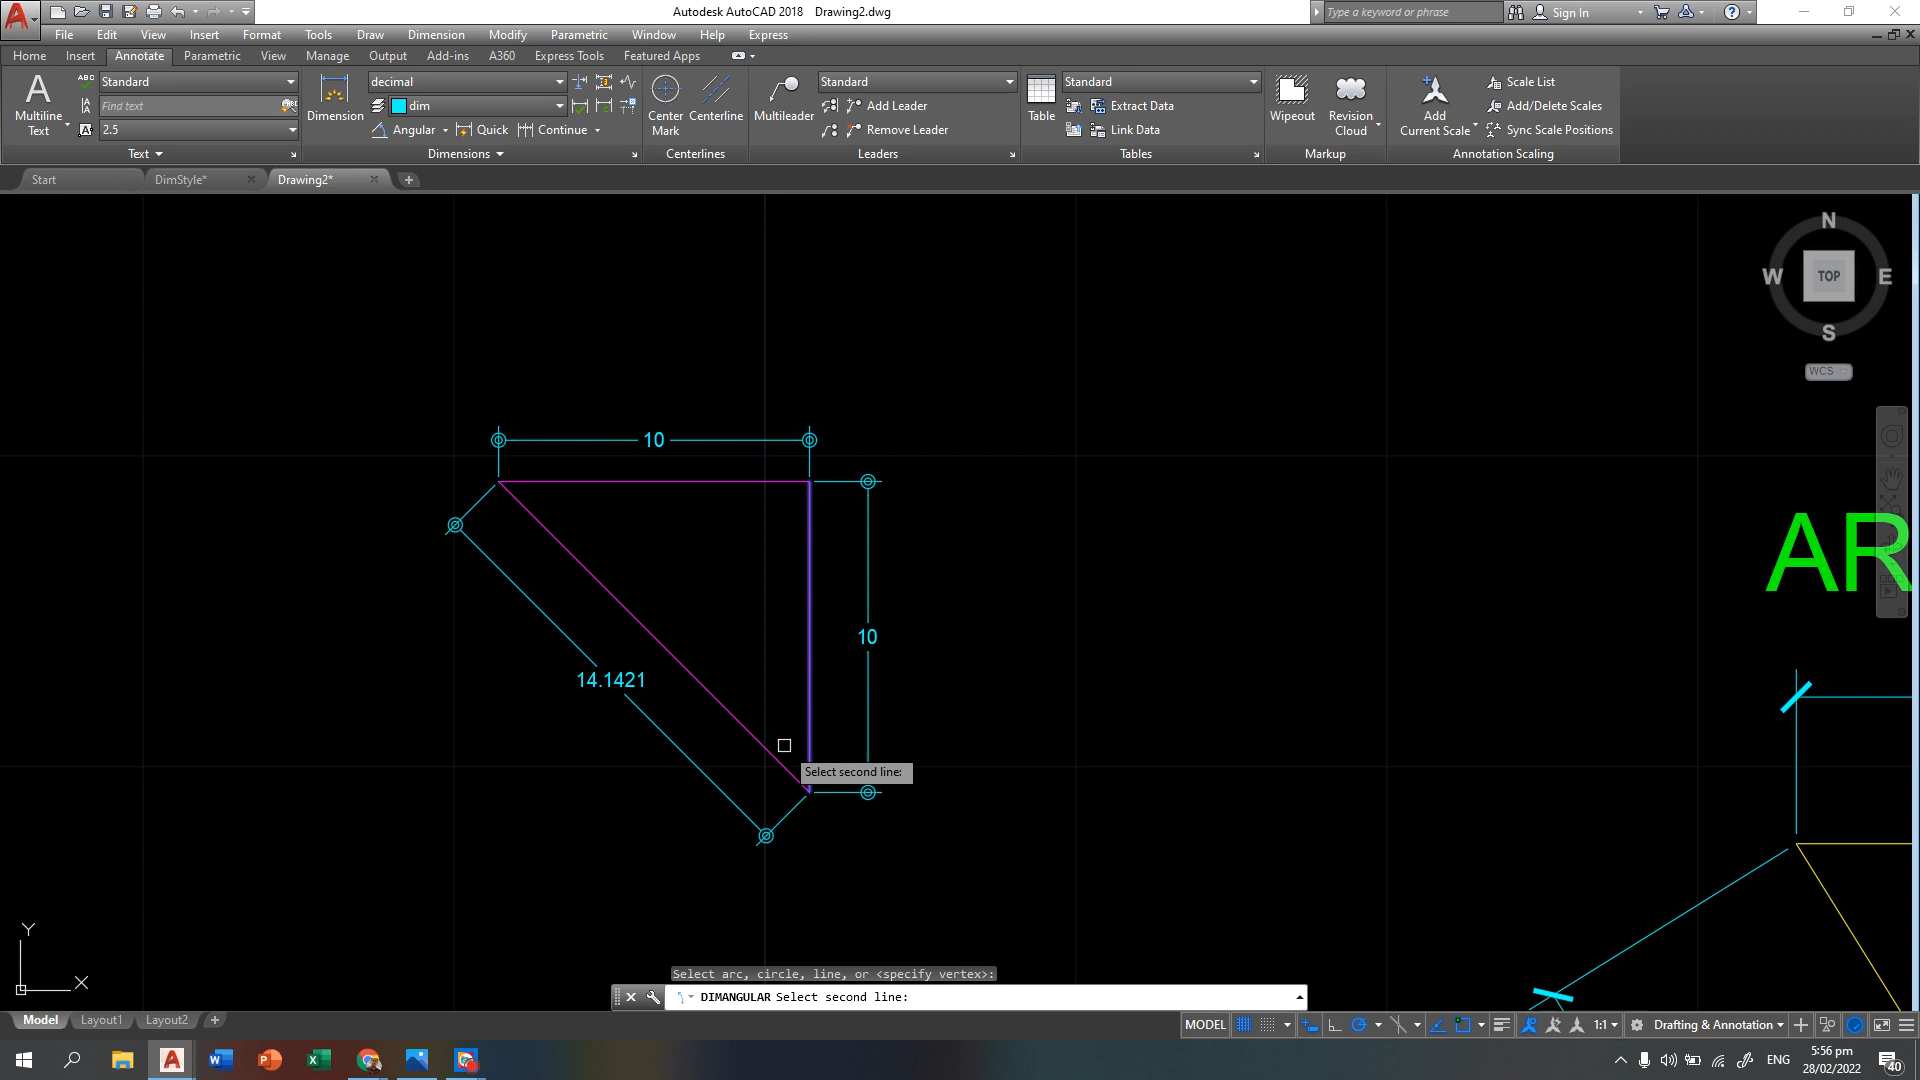 Autodesk AutoCAD 2018 Drawing2.dwg
Type a keyword or phrase
Sign In
File Edit View Insert Format Tools Draw Dimension Modify Parametric Window Help Express
Home Insert Annotate Parametric View Manage Output Add-ins A360 Express Tools Featured Apps
A
Multiline
Text
ABC
Standard
Find text
2.5
Text
Dimension
decimal
dim
Angular Quick Continue
Dimensions
Center
Mark
Centerline
Centerlines
Multileader
Standard
Add Leader
Remove Leader
Leaders
Table
Standard
Extract Data
Link Data
Tables
Wipeout
Revision
Cloud
Markup
Add
Current Scale
Scale List
Add/Delete Scales
Sync Scale Positions
Annotation Scaling
Start DimStyle* Drawing2*
N
W TOP E
S
WCS
10
10
14.1421
AR
Select second line:
Y
X
Select arc, circle, line, or <specify vertex>:
DIMANGULAR Select second line:
Model Layout1 Layout2
MODEL 1:1 Drafting & Annotation
ENG
5:56 pm
28/02/2022
40